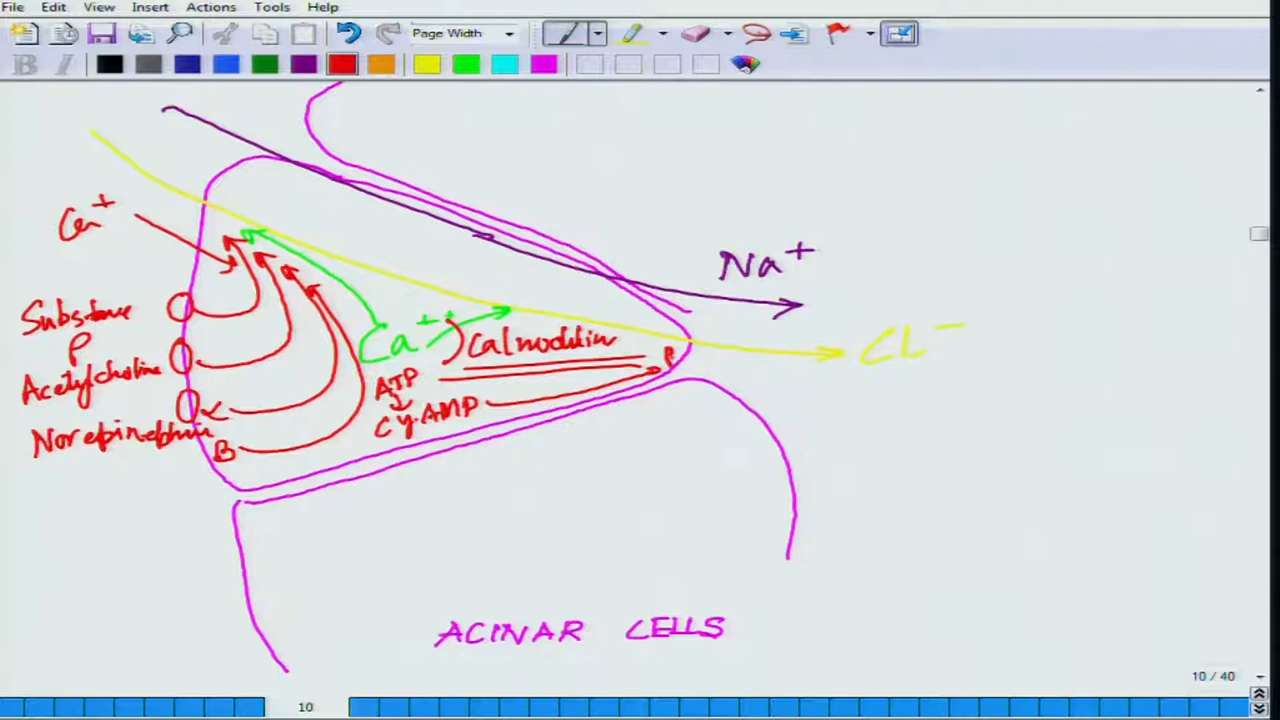 File Edit View Insert Actions Tools Help
Page Width
B I
Na+
Ca+
CL-
Substance
P
Ca++
Calmodulin
Acetylcholine
ATP
Cy.AMP
P
Norepinephrin
B
ACINAR CELLS
10 / 40
10